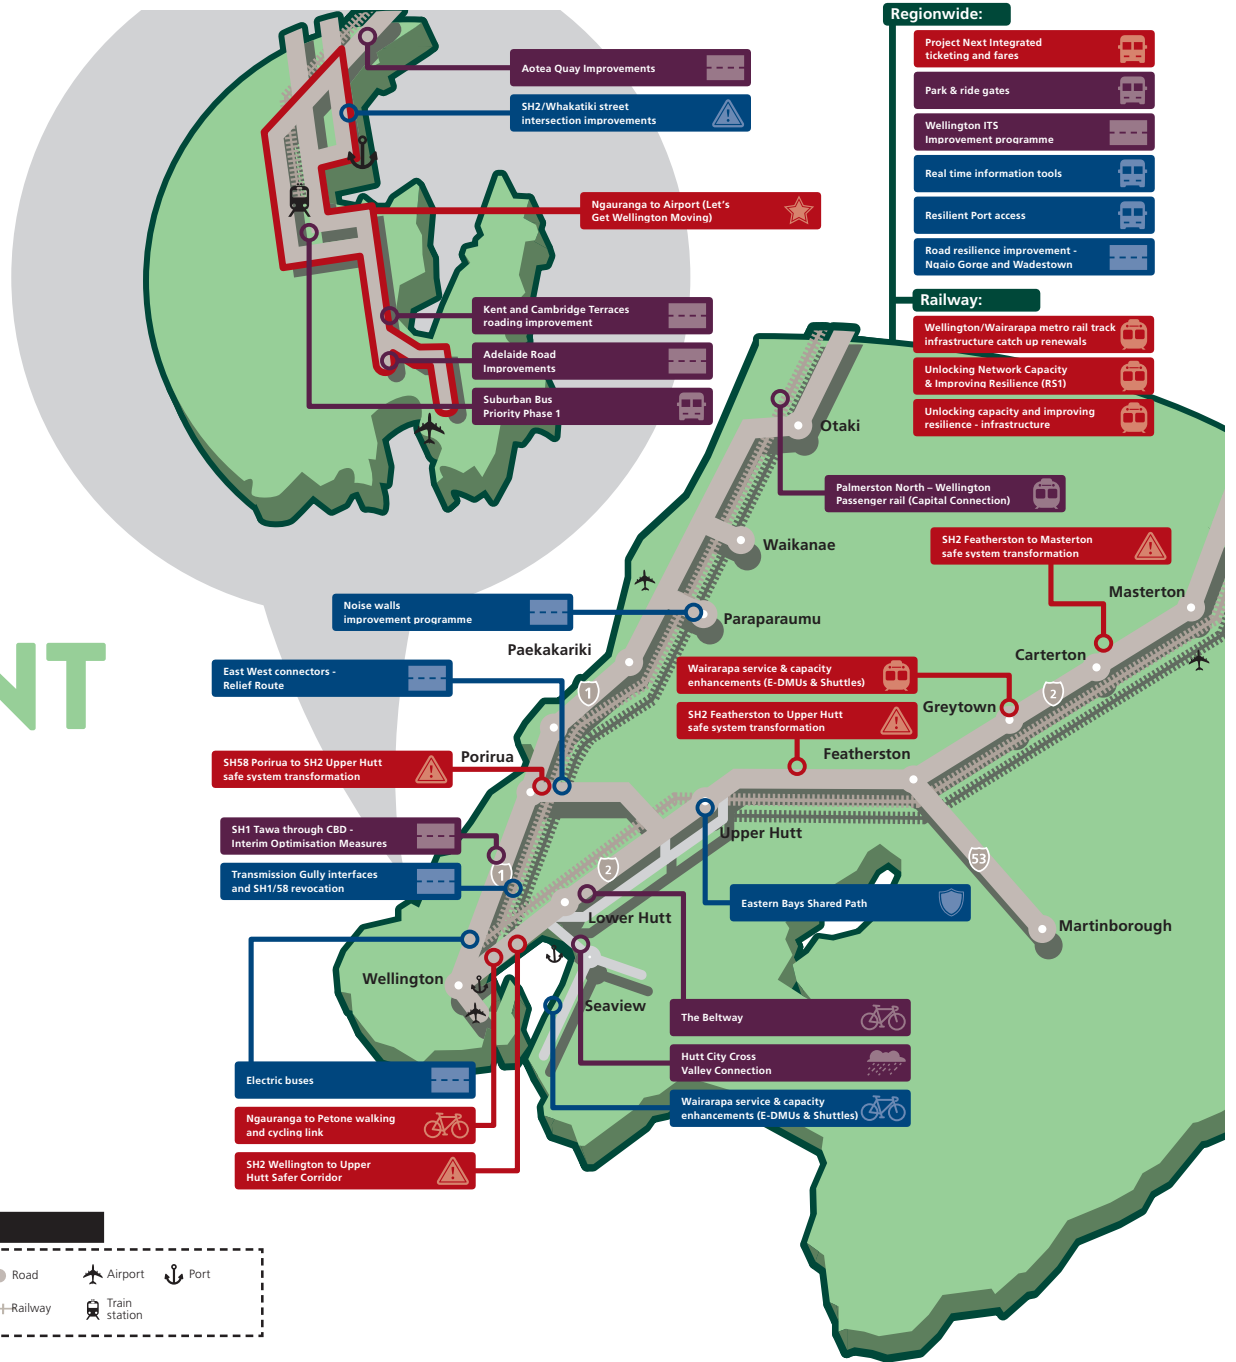 Regionwide:
Project Next Integrated
ticketing and fares
Park & ride gates
Wellington ITS
Improvement programme
Real time information tools
Resilient Port access
Road resilience improvement -
Ngaio Gorge and Wadestown
Railway:
Wellington/Wairarapa metro rail track
infrastructure catch up renewals
Unlocking Network Capacity
& Improving Resilience (RS1)
Unlocking capacity and improving
resilience - infrastructure
Aotea Quay Improvements
SH2/Whakatiki street
intersection improvements
Ngauranga to Airport (Let's
Get Wellington Moving)
Kent and Cambridge Terraces
roading improvement
Adelaide Road
Improvements
Suburban Bus
Priority Phase 1
Otaki
Palmerston North – Wellington
Passenger rail (Capital Connection)
Waikanae
SH2 Featherston to Masterton
safe system transformation
Masterton
Noise walls
improvement programme
Paraparaumu
Paekakariki
Carterton
NT
East West connectors -
Relief Route
Wairarapa service & capacity
enhancements (E-DMUs & Shuttles)
1
2
Greytown
SH2 Featherston to Upper Hutt
safe system transformation
Featherston
Porirua
SH58 Porirua to SH2 Upper Hutt
safe system transformation
Upper Hutt
SH1 Tawa through CBD -
Interim Optimisation Measures
53
1
2
Transmission Gully interfaces
and SH1/58 revocation
Eastern Bays Shared Path
Lower Hutt
Martinborough
Wellington
Seaview
The Beltway
Hutt City Cross
Valley Connection
Electric buses
Wairarapa service & capacity
enhancements (E-DMUs & Shuttles)
Ngauranga to Petone walking
and cycling link
SH2 Wellington to Upper
Hutt Safer Corridor
Road
Airport
Port
Railway
Train
station